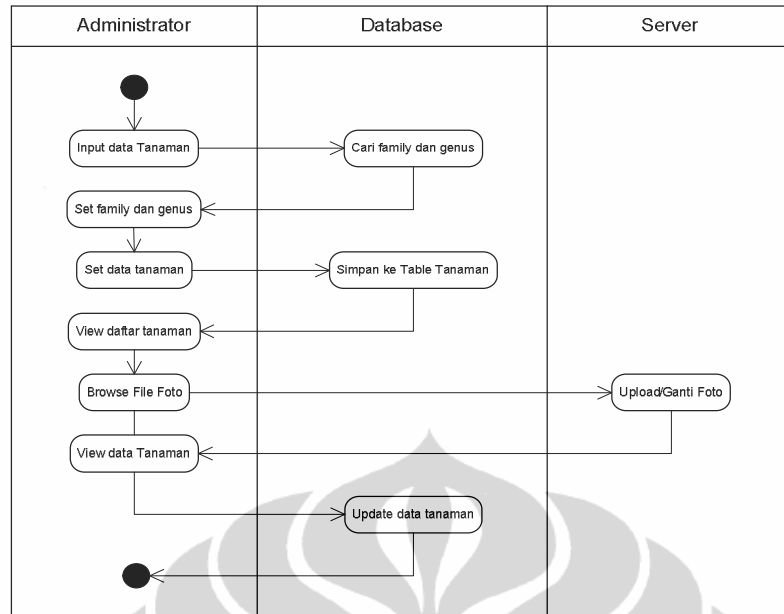 Administrator
Database
Server
Input data Tanaman
Cari family dan genus
Set family dan genus
Set data tanaman
Simpan ke Table Tanaman
View daftar tanaman
Browse File Foto
Upload/Ganti Foto
View data Tanaman
Update data tanaman